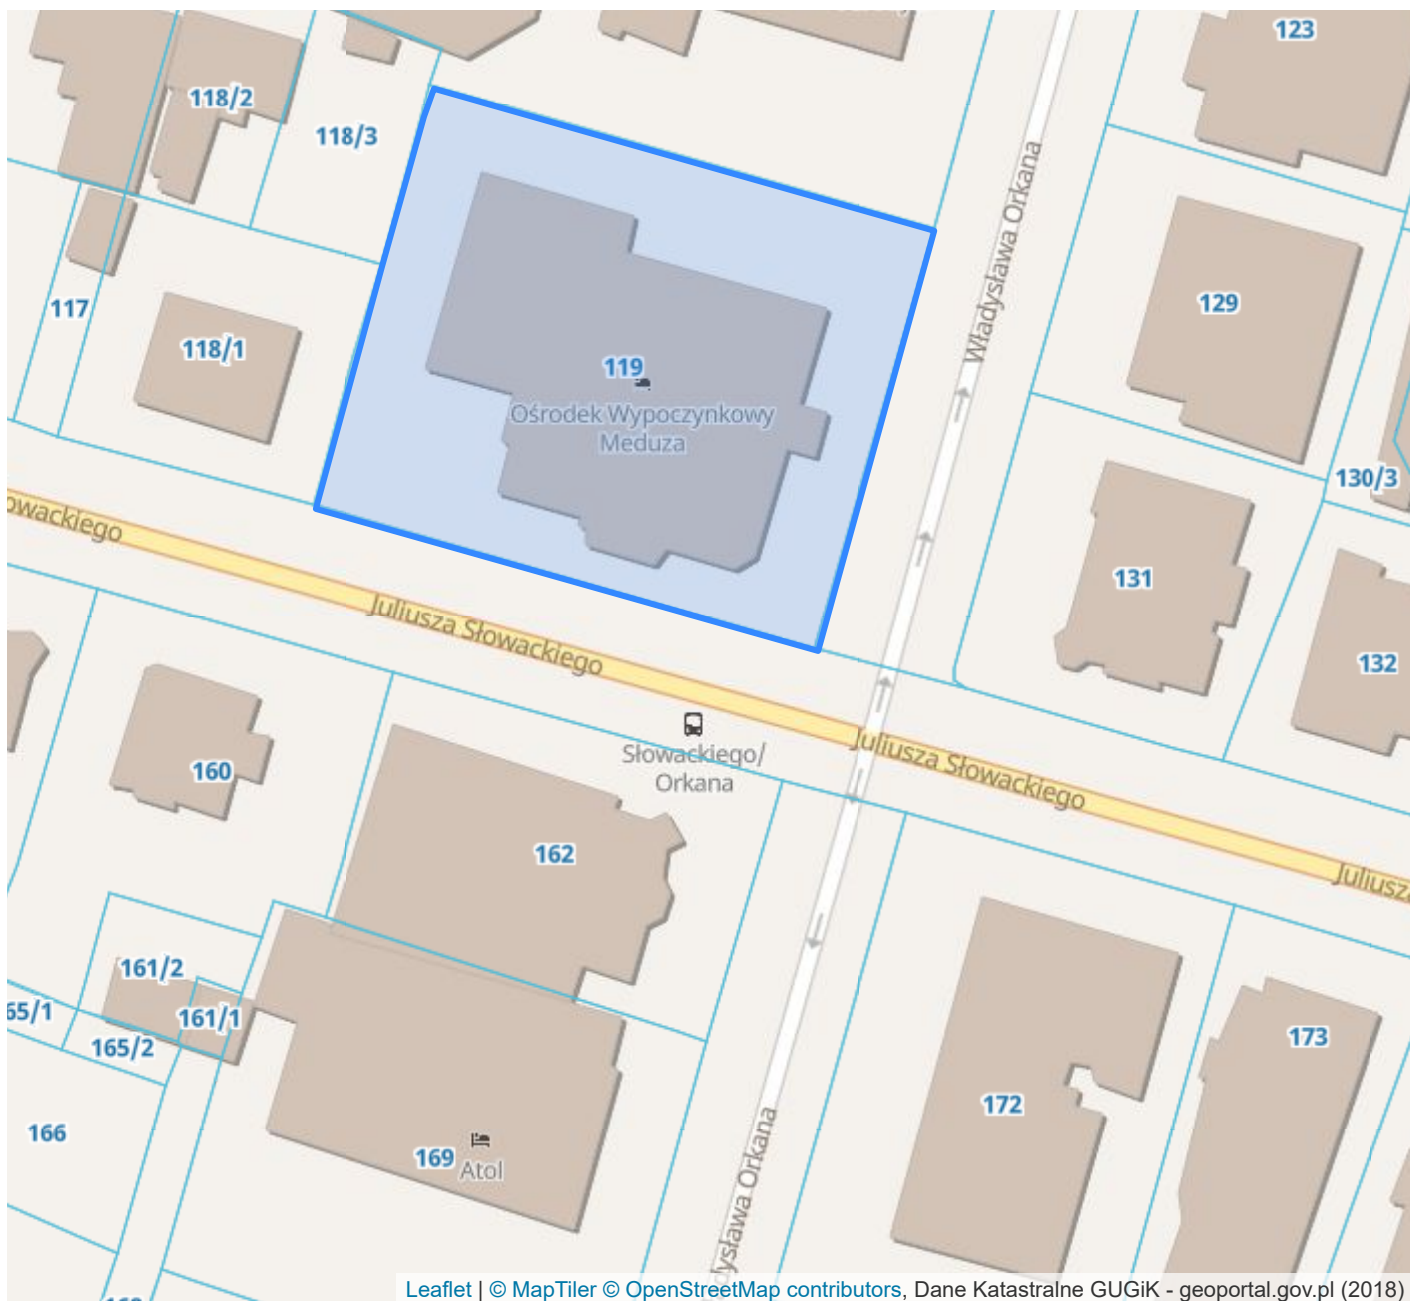 123
118/2
118/3
Władysława Orkana
117
129
118/1
119
Ośrodek Wypoczynkowy
Meduza
130/3
owackiego
131
Juliusza Słowackiego
132
Słowackiego/
Orkana
Juliusza Słowackiego
160
162
Juliusza
161/2
65/1
161/1
165/2
173
172
166
169
Atol
dysława Orkana
Leaflet | © MapTiler © OpenStreetMap contributors, Dane Katastralne GUGiK - geoportal.gov.pl (2018)